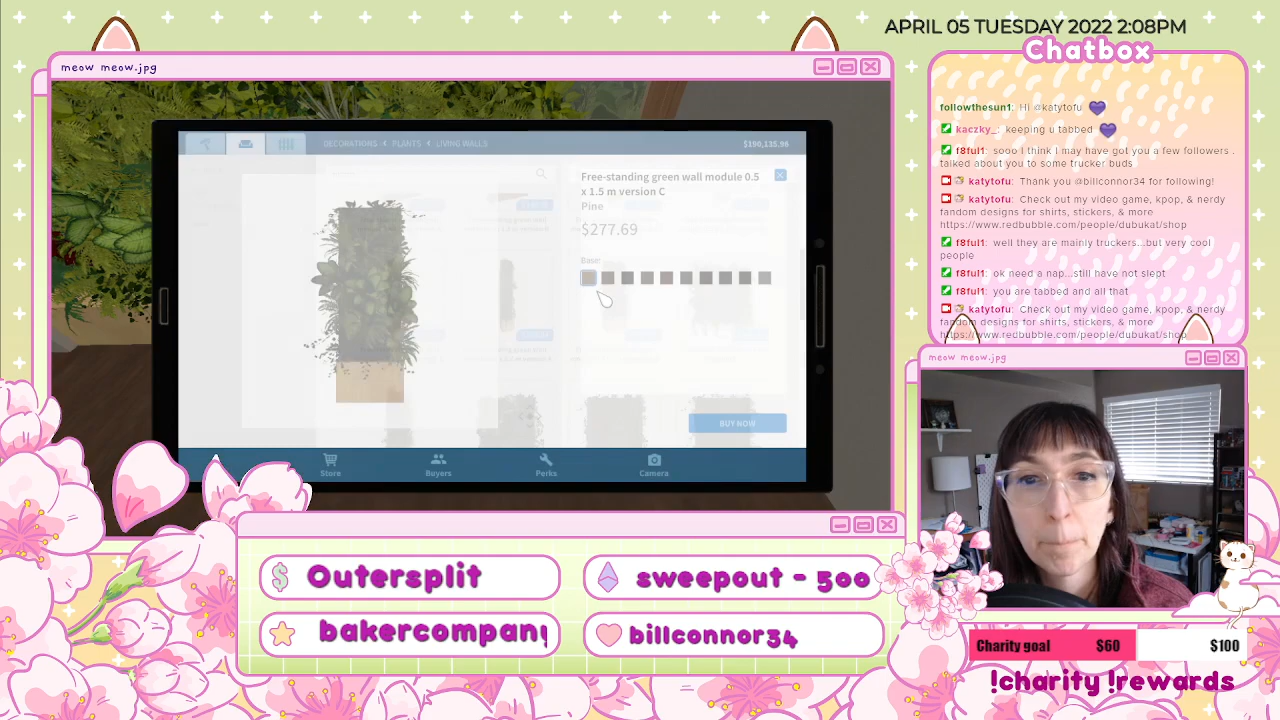 APRIL 05 TUESDAY 2022 2:08PM
meow meow.jpg
Chatbox
followthesun1: Hi @katytofu
kaczky_: keeping u tabbed
f8ful1: sooo I think I may have got you a few followers .
talked about you to some trucker buds
katytofu: Thank you @billconnor34 for following!
katytofu: Check out my video game, kpop, & nerdy
fandom designs for shirts, stickers, & more
https://www.redbubble.com/people/dubukat/shop
f8ful1: well they are mainly truckers...but very cool
people
f8ful1: ok need a nap...still have not slept
f8ful1: you are tabbed and all that
katytofu: Check out my video game, kpop, & nerdy
fandom designs for shirts, stickers, & more
https://www.redbubble.com/people/dubukat/shop
DECORATIONS < PLANTS < LIVING WALLS
$190,135.96
Free-standing green wall module 0.5
x 1.5 m version C
Pine
$277.69
Base:
BUY NOW
Store
Buyers
Perks
Camera
meow meow.jpg
Outersplit
sweepout - 500
bakercompany
billconnor34
Charity goal $60 $100
!charity !rewards